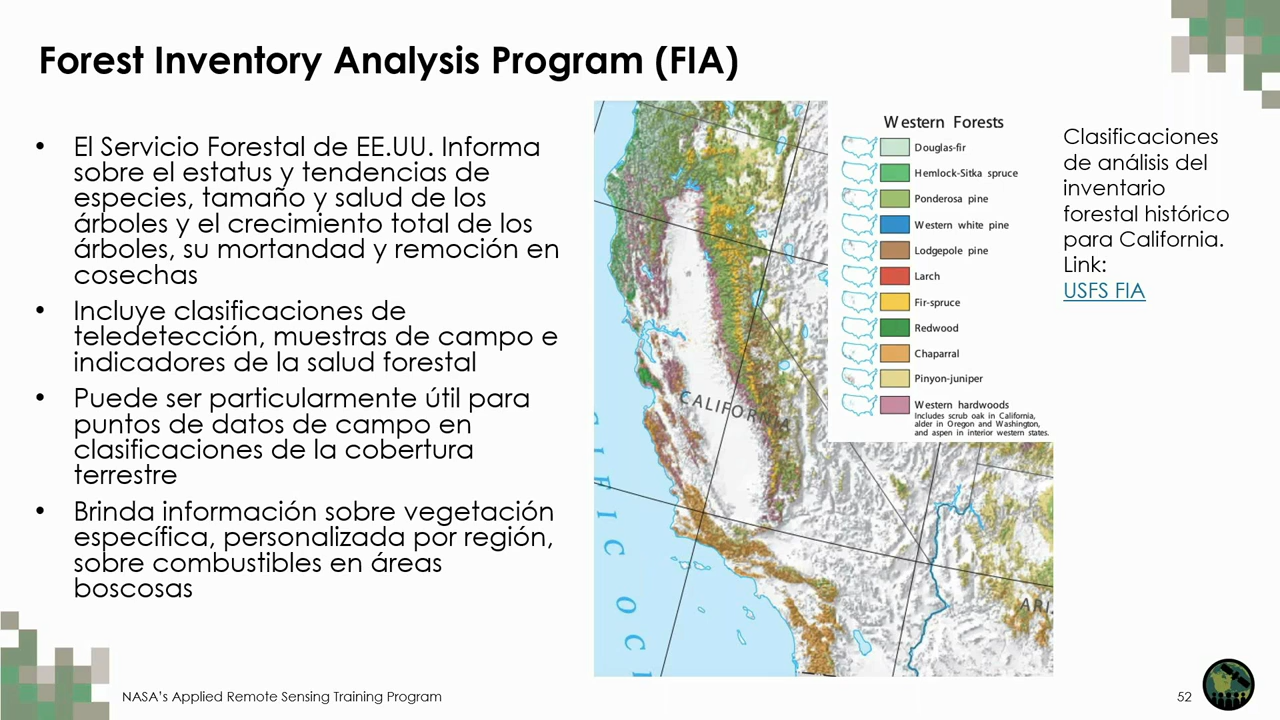 Forest Inventory Analysis Program (FIA)
• El Servicio Forestal de EE.UU. Informa
sobre el estatus y tendencias de
especies, tamaño y salud de los
árboles y el crecimiento total de los
árboles, su mortandad y remoción en
cosechas
• Incluye clasificaciones de
teledetección, muestras de campo e
indicadores de la salud forestal
• Puede ser particularmente útil para
puntos de datos de campo en
clasificaciones de la cobertura
terrestre
• Brinda información sobre vegetación
específica, personalizada por región,
sobre combustibles en áreas
boscosas
Western Forests
Douglas-fir
Hemlock-Sitka spruce
Ponderosa pine
Western white pine
Lodgepole pine
Larch
Fir-spruce
Redwood
Chaparral
Pinyon-juniper
Western hardwoods
Includes scrub oak in California,
alder in Oregon and Washington,
and aspen in interior western states.
CALIFORNIA
ARI
Clasificaciones
de análisis del
inventario
forestal histórico
para California.
Link:
USFS FIA
NASA's Applied Remote Sensing Training Program
52